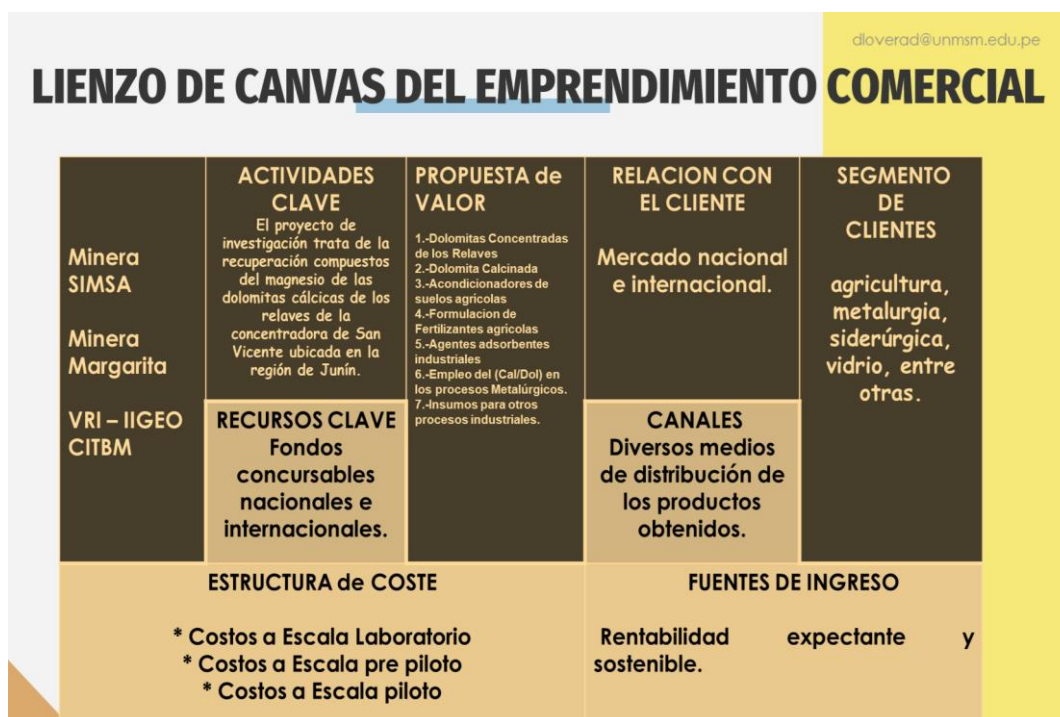 dloverad@unmsm.edu.pe
LIENZO DE CANVAS DEL EMPRENDIMIENTO COMERCIAL
Minera
SIMSA
Minera
Margarita
VRI – IIGEO
CITBM
ACTIVIDADES
CLAVE
El proyecto de
investigación trata de la
recuperación compuestos
del magnesio de las
dolomitas cálcicas de los
relaves de la
concentradora de San
Vicente ubicada en la
región de Junín.
RECURSOS CLAVE
Fondos
concursables
nacionales e
internacionales.
PROPUESTA de
VALOR
1.-Dolomitas Concentradas
de los Relaves
2.-Dolomita Calcinada
3.-Acondicionadores de
suelos agrícolas
4.-Formulacion de
Fertilizantes agrícolas
5.-Agentes adsorbentes
industriales
6.-Empleo del (Cal/Dol) en
los procesos Metalúrgicos.
7.-Insumos para otros
procesos industriales.
RELACION CON
EL CLIENTE
Mercado nacional
e internacional.
CANALES
Diversos medios
de distribución de
los productos
obtenidos.
SEGMENTO
DE
CLIENTES
agricultura,
metalurgia,
siderúrgica,
vidrio, entre
otras.
ESTRUCTURA de COSTE
* Costos a Escala Laboratorio
* Costos a Escala pre piloto
* Costos a Escala piloto
FUENTES DE INGRESO
Rentabilidad expectante y
sostenible.